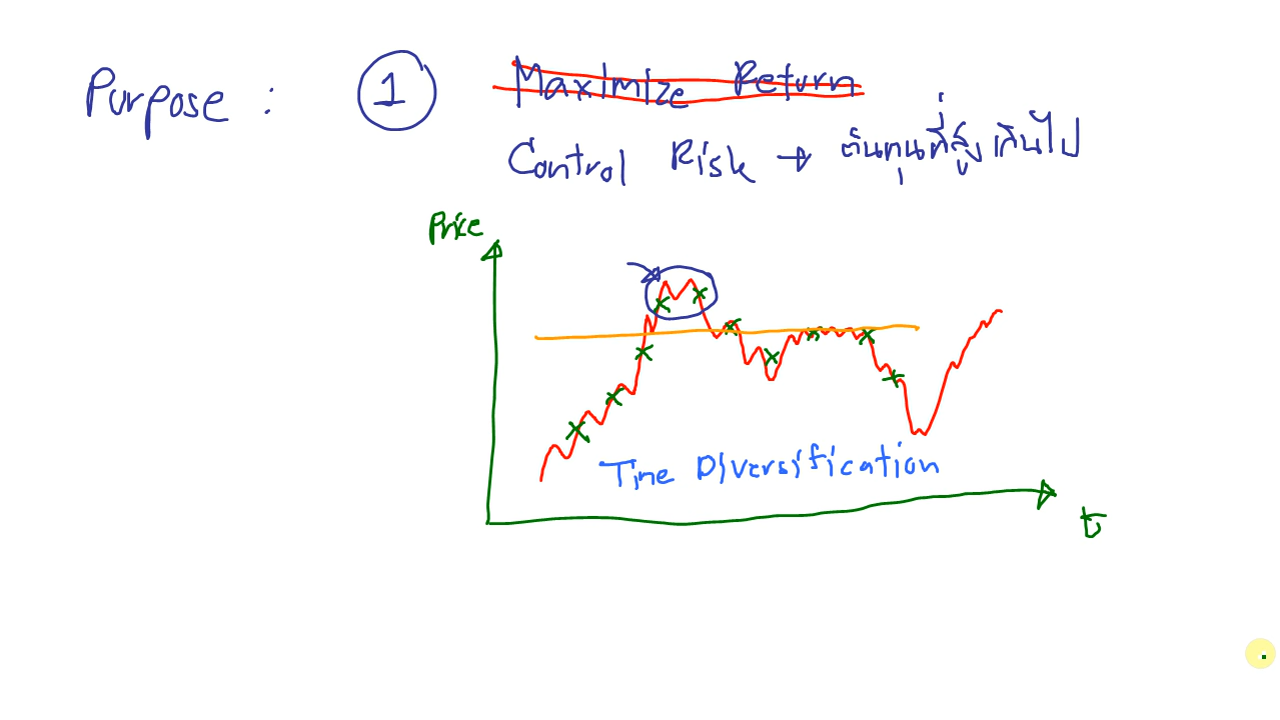 Purpose : 1 Maximize Return
Control Risk → ต้นทุนที่สูงเกินไป
Price
Time Diversification
t